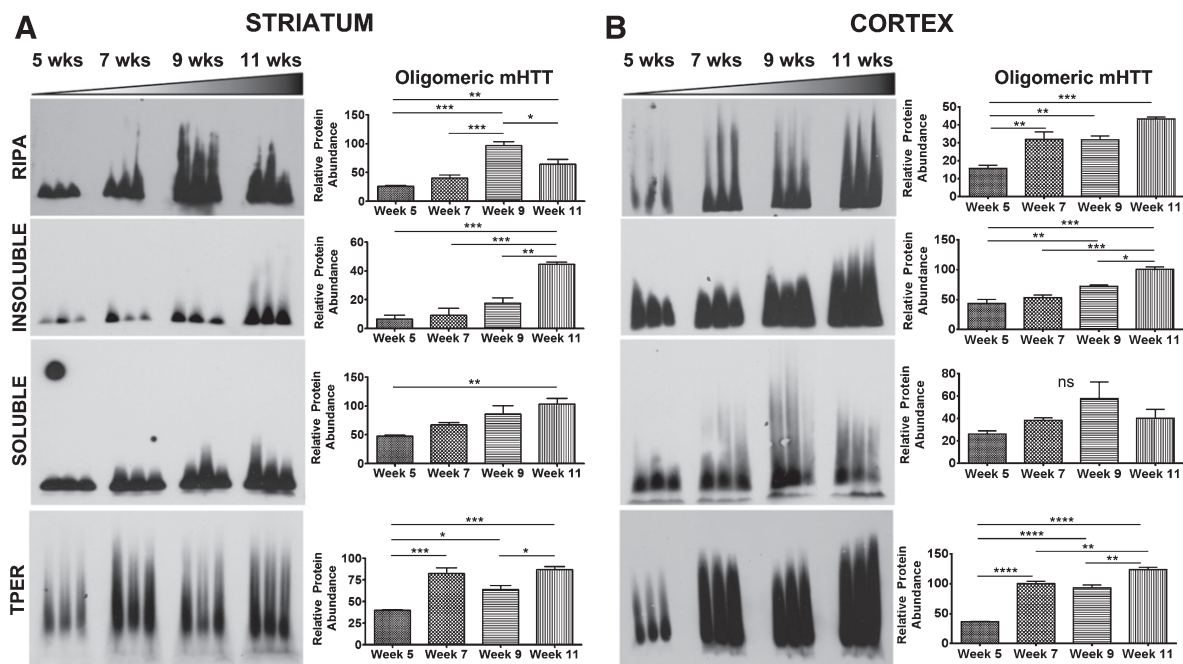 A
STRIATUM
5 wks 7 wks 9 wks 11 wks
RIPA
Oligomeric mHTT
Relative Protein
Abundance
150
100
50
0
**
***
***
*
Week 5 Week 7 Week 9 Week 11
INSOLUBLE
Relative Protein
Abundance
60
40
20
0
***
***
**
Week 5 Week 7 Week 9 Week 11
SOLUBLE
Relative Protein
Abundance
150
100
50
0
**
Week 5 Week 7 Week 9 Week 11
TPER
Relative Protein
Abundance
100
75
50
25
0
***
*
***
*
Week 5 Week 7 Week 9 Week 11
B
CORTEX
5 wks 7 wks 9 wks 11 wks
Oligomeric mHTT
Relative Protein
Abundance
50
40
30
20
10
0
***
**
**
Week 5 Week 7 Week 9 Week 11
Relative Protein
Abundance
150
100
50
0
***
**
***
*
Week 5 Week 7 Week 9 Week 11
Relative Protein
Abundance
80
60
40
20
0
ns
Week 5 Week 7 Week 9 Week 11
Relative Protein
Abundance
150
100
50
0
****
****
**
**
****
Week 5 Week 7 Week 9 Week 11